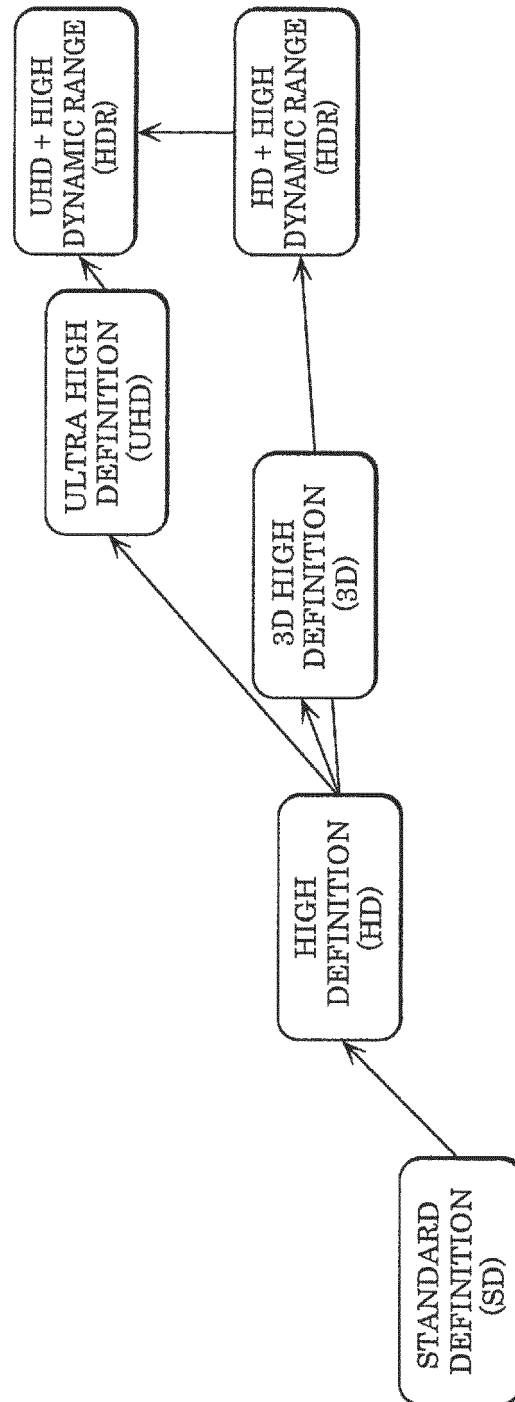 STANDARD
DEFINITION
(SD)
HIGH
DEFINITION
(HD)
3D HIGH
DEFINITION
(3D)
ULTRA HIGH
DEFINITION
(UHD)
UHD + HIGH
DYNAMIC RANGE
(HDR)
HD + HIGH
DYNAMIC RANGE
(HDR)